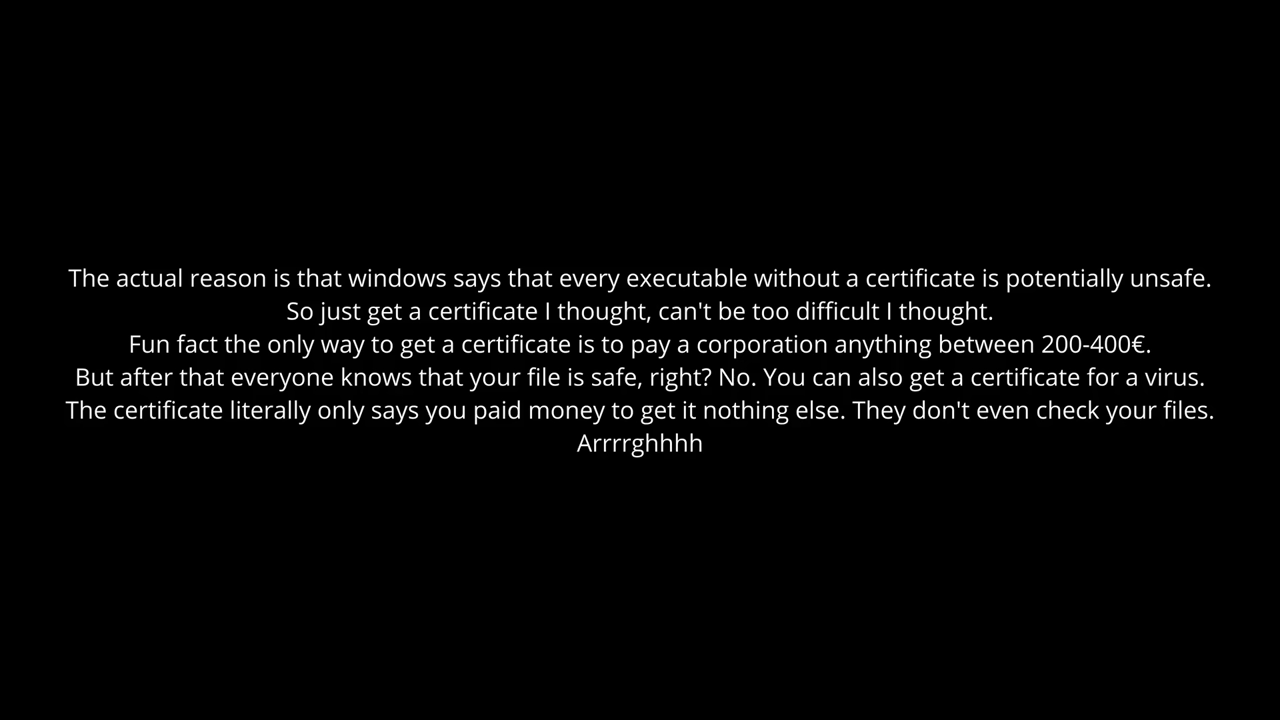 The actual reason is that windows says that every executable without a certificate is potentially unsafe.
So just get a certificate I thought, can't be too difficult I thought.
Fun fact the only way to get a certificate is to pay a corporation anything between 200-400€.
But after that everyone knows that your file is safe, right? No. You can also get a certificate for a virus.
The certificate literally only says you paid money to get it nothing else. They don't even check your files.
Arrrrghhhh